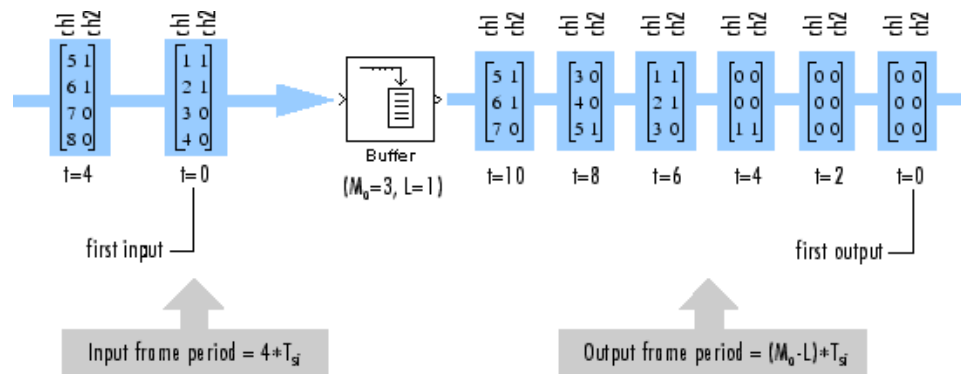 ch1 ch2 ch1 ch2 ch1 ch2 ch1 ch2 ch1 ch2 ch1 ch2 ch1 ch2 ch1 ch2
5 1 1 1 5 1 3 0 1 1 0 0 0 0 0 0
6 1 2 1 6 1 4 0 2 1 0 0 0 0 0 0
7 0 3 0 7 0 5 1 3 0 1 1 0 0 0 0
8 0 4 0
Buffer
t=4 t=0 (Mo=3, L=1) t=10 t=8 t=6 t=4 t=2 t=0
first input first output
Input frame period = 4*Tsi Output frame period = (Mo-L)*Tsi